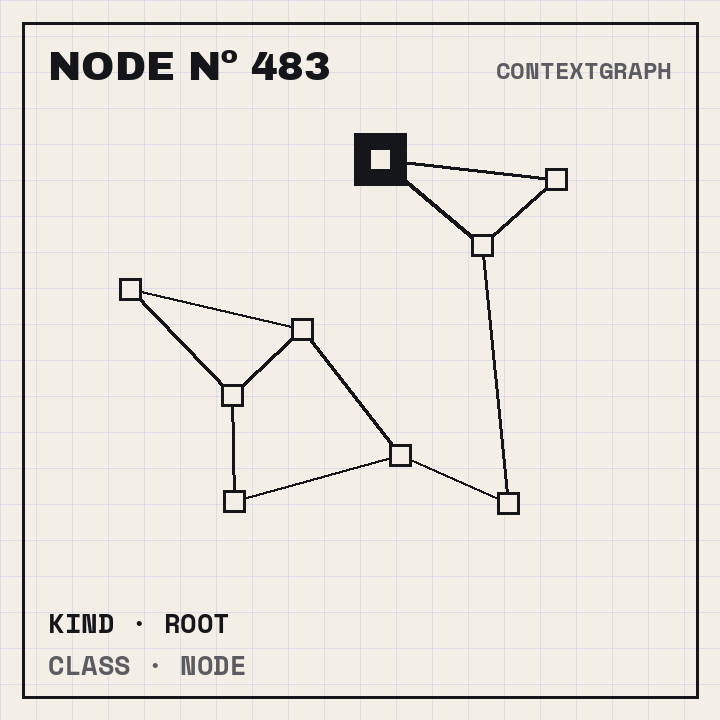 NODE Nº 483
CONTEXTGRAPH
KIND · ROOT
CLASS · NODE